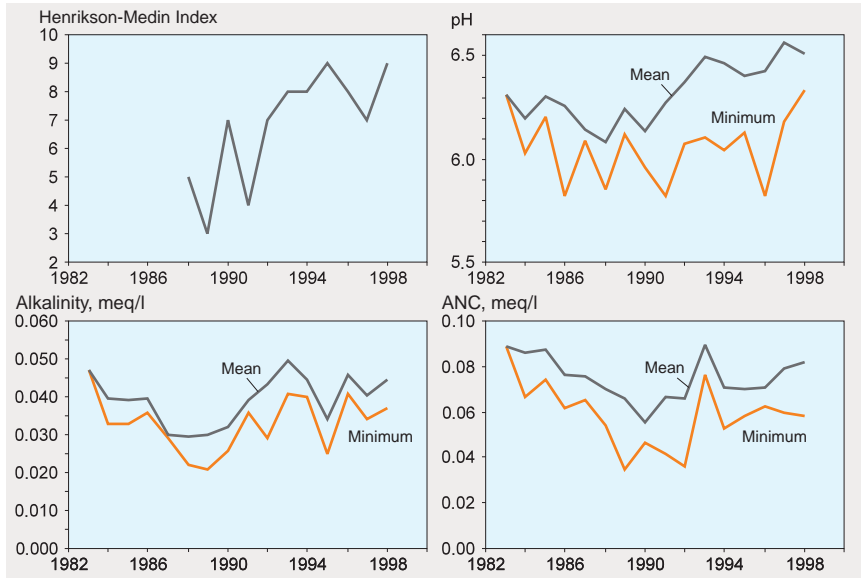 Henrikson-Medin Index
10
9
8
7
6
5
4
3
2
1982 1986 1990 1994 1998
pH
6.5
6.0
5.5
Mean
Minimum
1982 1986 1990 1994 1998
Alkalinity, meq/l
0.060
0.050
0.040
0.030
0.020
0.010
0.000
Mean
Minimum
1982 1986 1990 1994 1998
ANC, meq/l
0.10
0.08
0.06
0.04
0.02
0.00
Mean
Minimum
1982 1986 1990 1994 1998